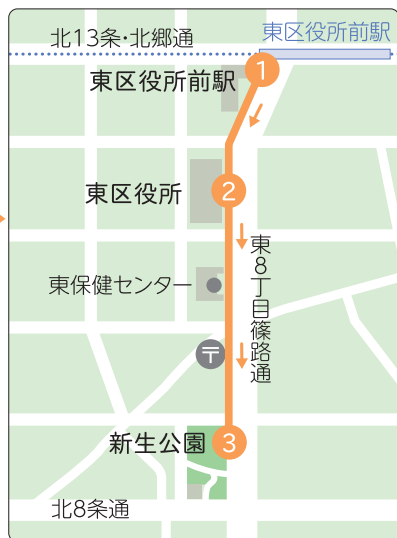 北13条・北郷通
東区役所前駅
1
東区役所前駅
東区役所
2
東8丁目篠路通
東保健センター
〒
新生公園
3
北8条通